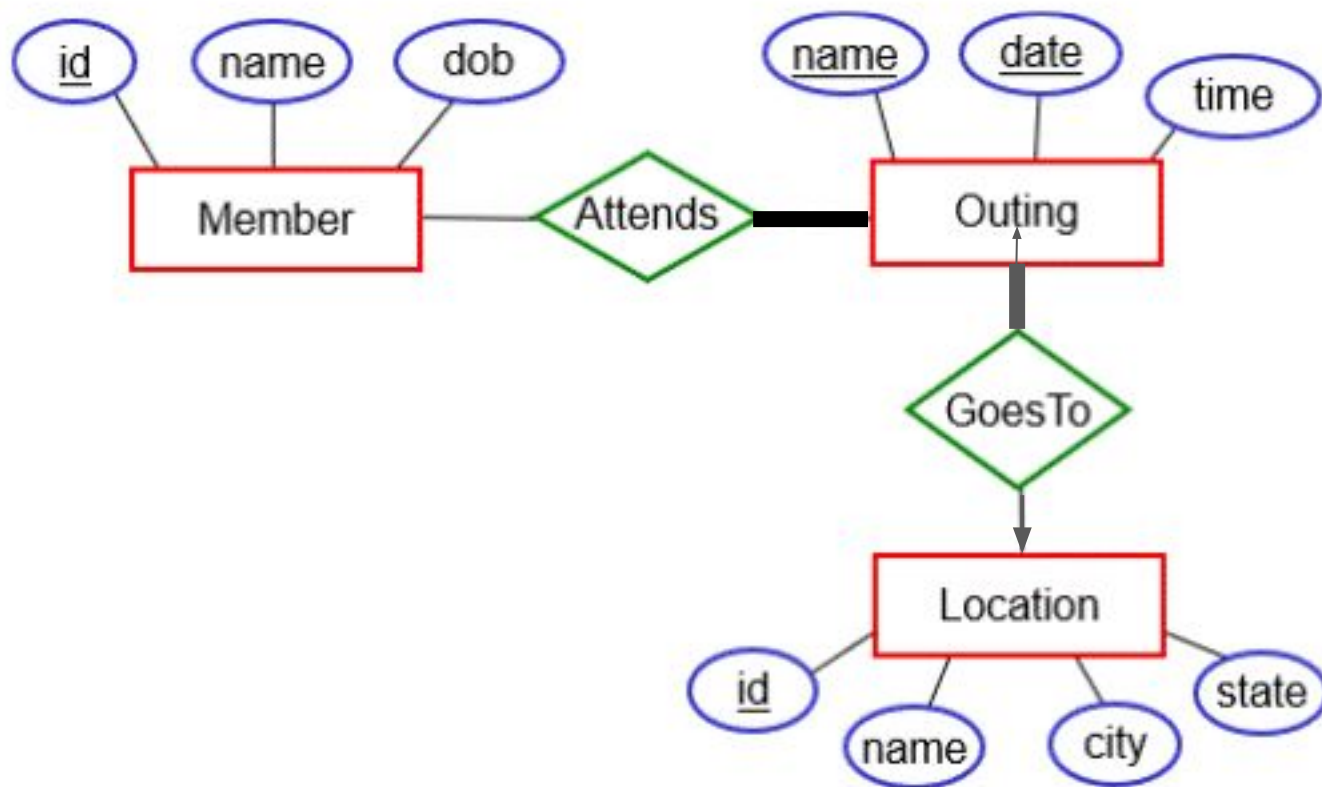 id
name
dob
name
date
time
Member
Attends
Outing
GoesTo
Location
id
name
city
state